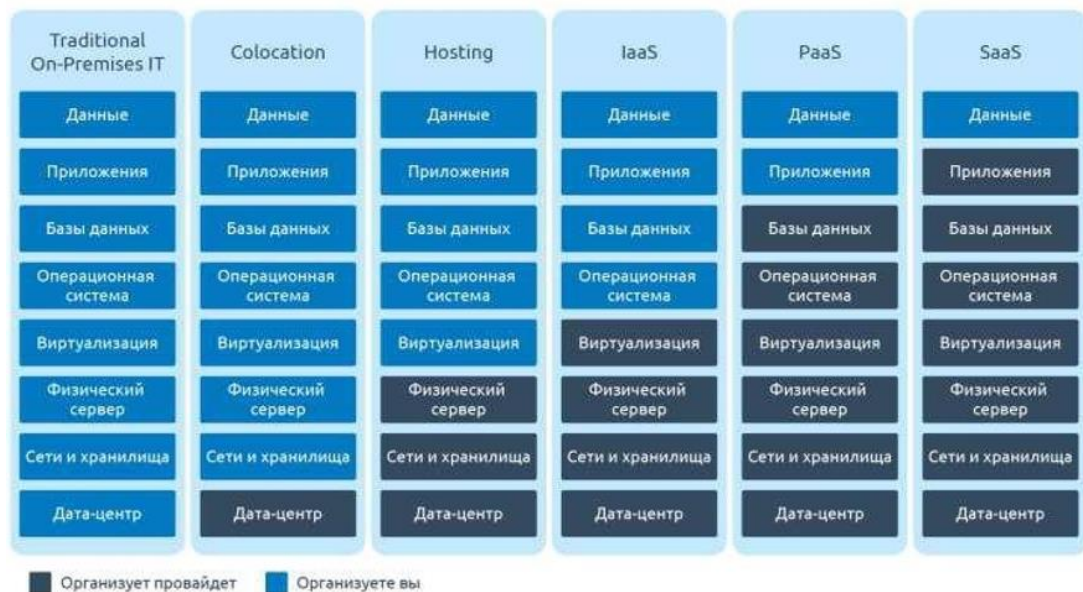 Traditional
On-Premises IT
Colocation
Hosting
IaaS
PaaS
SaaS
Данные
Данные
Данные
Данные
Данные
Данные
Приложения
Приложения
Приложения
Приложения
Приложения
Приложения
Базы данных
Базы данных
Базы данных
Базы данных
Базы данных
Базы данных
Операционная
система
Операционная
система
Операционная
система
Операционная
система
Операционная
система
Операционная
система
Виртуализация
Виртуализация
Виртуализация
Виртуализация
Виртуализация
Виртуализация
Физический
сервер
Физический
сервер
Физический
сервер
Физический
сервер
Физический
сервер
Физический
сервер
Сети и хранилища
Сети и хранилища
Сети и хранилища
Сети и хранилища
Сети и хранилища
Сети и хранилища
Дата-центр
Дата-центр
Дата-центр
Дата-центр
Дата-центр
Дата-центр
Организует провайдет
Организуете вы